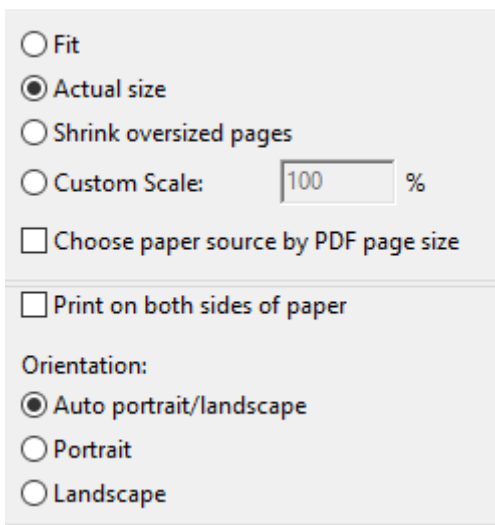 Fit
Actual size
Shrink oversized pages
Custom Scale: 100 %
Choose paper source by PDF page size
Print on both sides of paper
Orientation:
Auto portrait/landscape
Portrait
Landscape